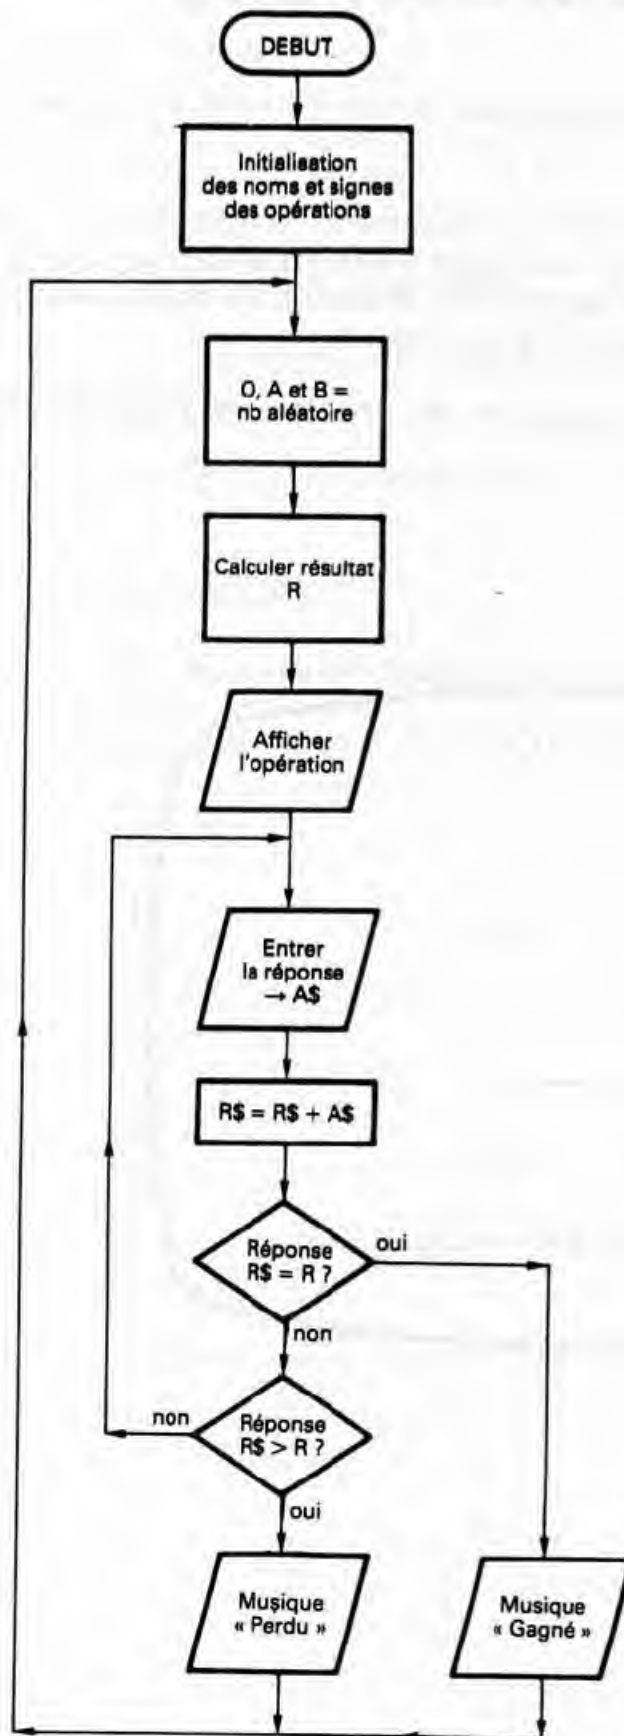 DEBUT
Initialisation
des noms et signes
des opérations
O, A et B =
nb aléatoire
Calculer résultat
R
Afficher
l'opération
Entrer
la réponse
→ A$
R$ = R$ + A$
Réponse
R$ = R ?
oui
non
Réponse
R$ > R ?
non
oui
Musique
« Perdu »
Musique
« Gagné »